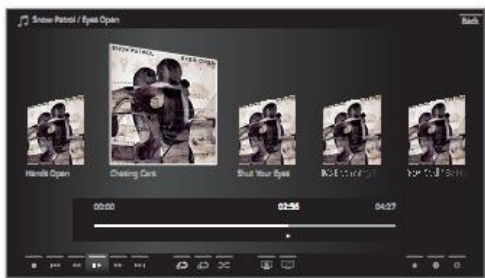 Snow Patrol / Eyes Open
Back
SNOW PATROL EYES OPEN
Hands Open
Chasing Cars
Shut Your Eyes
00:00
02:56
04:27